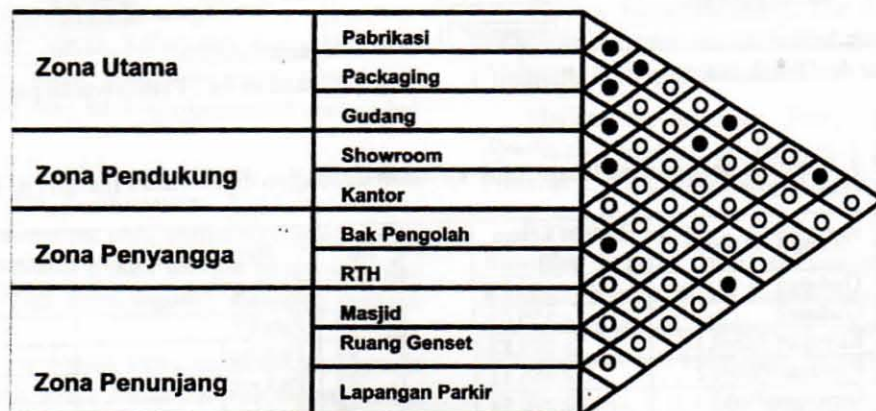 Zona Utama
Pabrikasi
Packaging
Gudang
Zona Pendukung
Showroom
Kantor
Zona Penyangga
Bak Pengolah
RTH
Zona Penunjang
Masjid
Ruang Genset
Lapangan Parkir